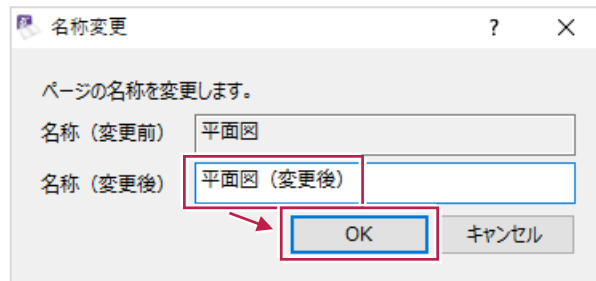 名称変更 ?
ページの名称を変更します。
名称（変更前） 平面図
名称（変更後） 平面図（変更後）
OK キャンセル